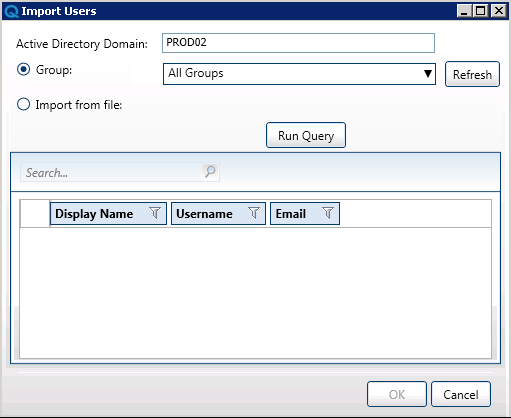 Import Users
Active Directory Domain: PROD02
Group: All Groups Refresh
Import from file:
Run Query
Search...
Display Name Username Email
OK Cancel